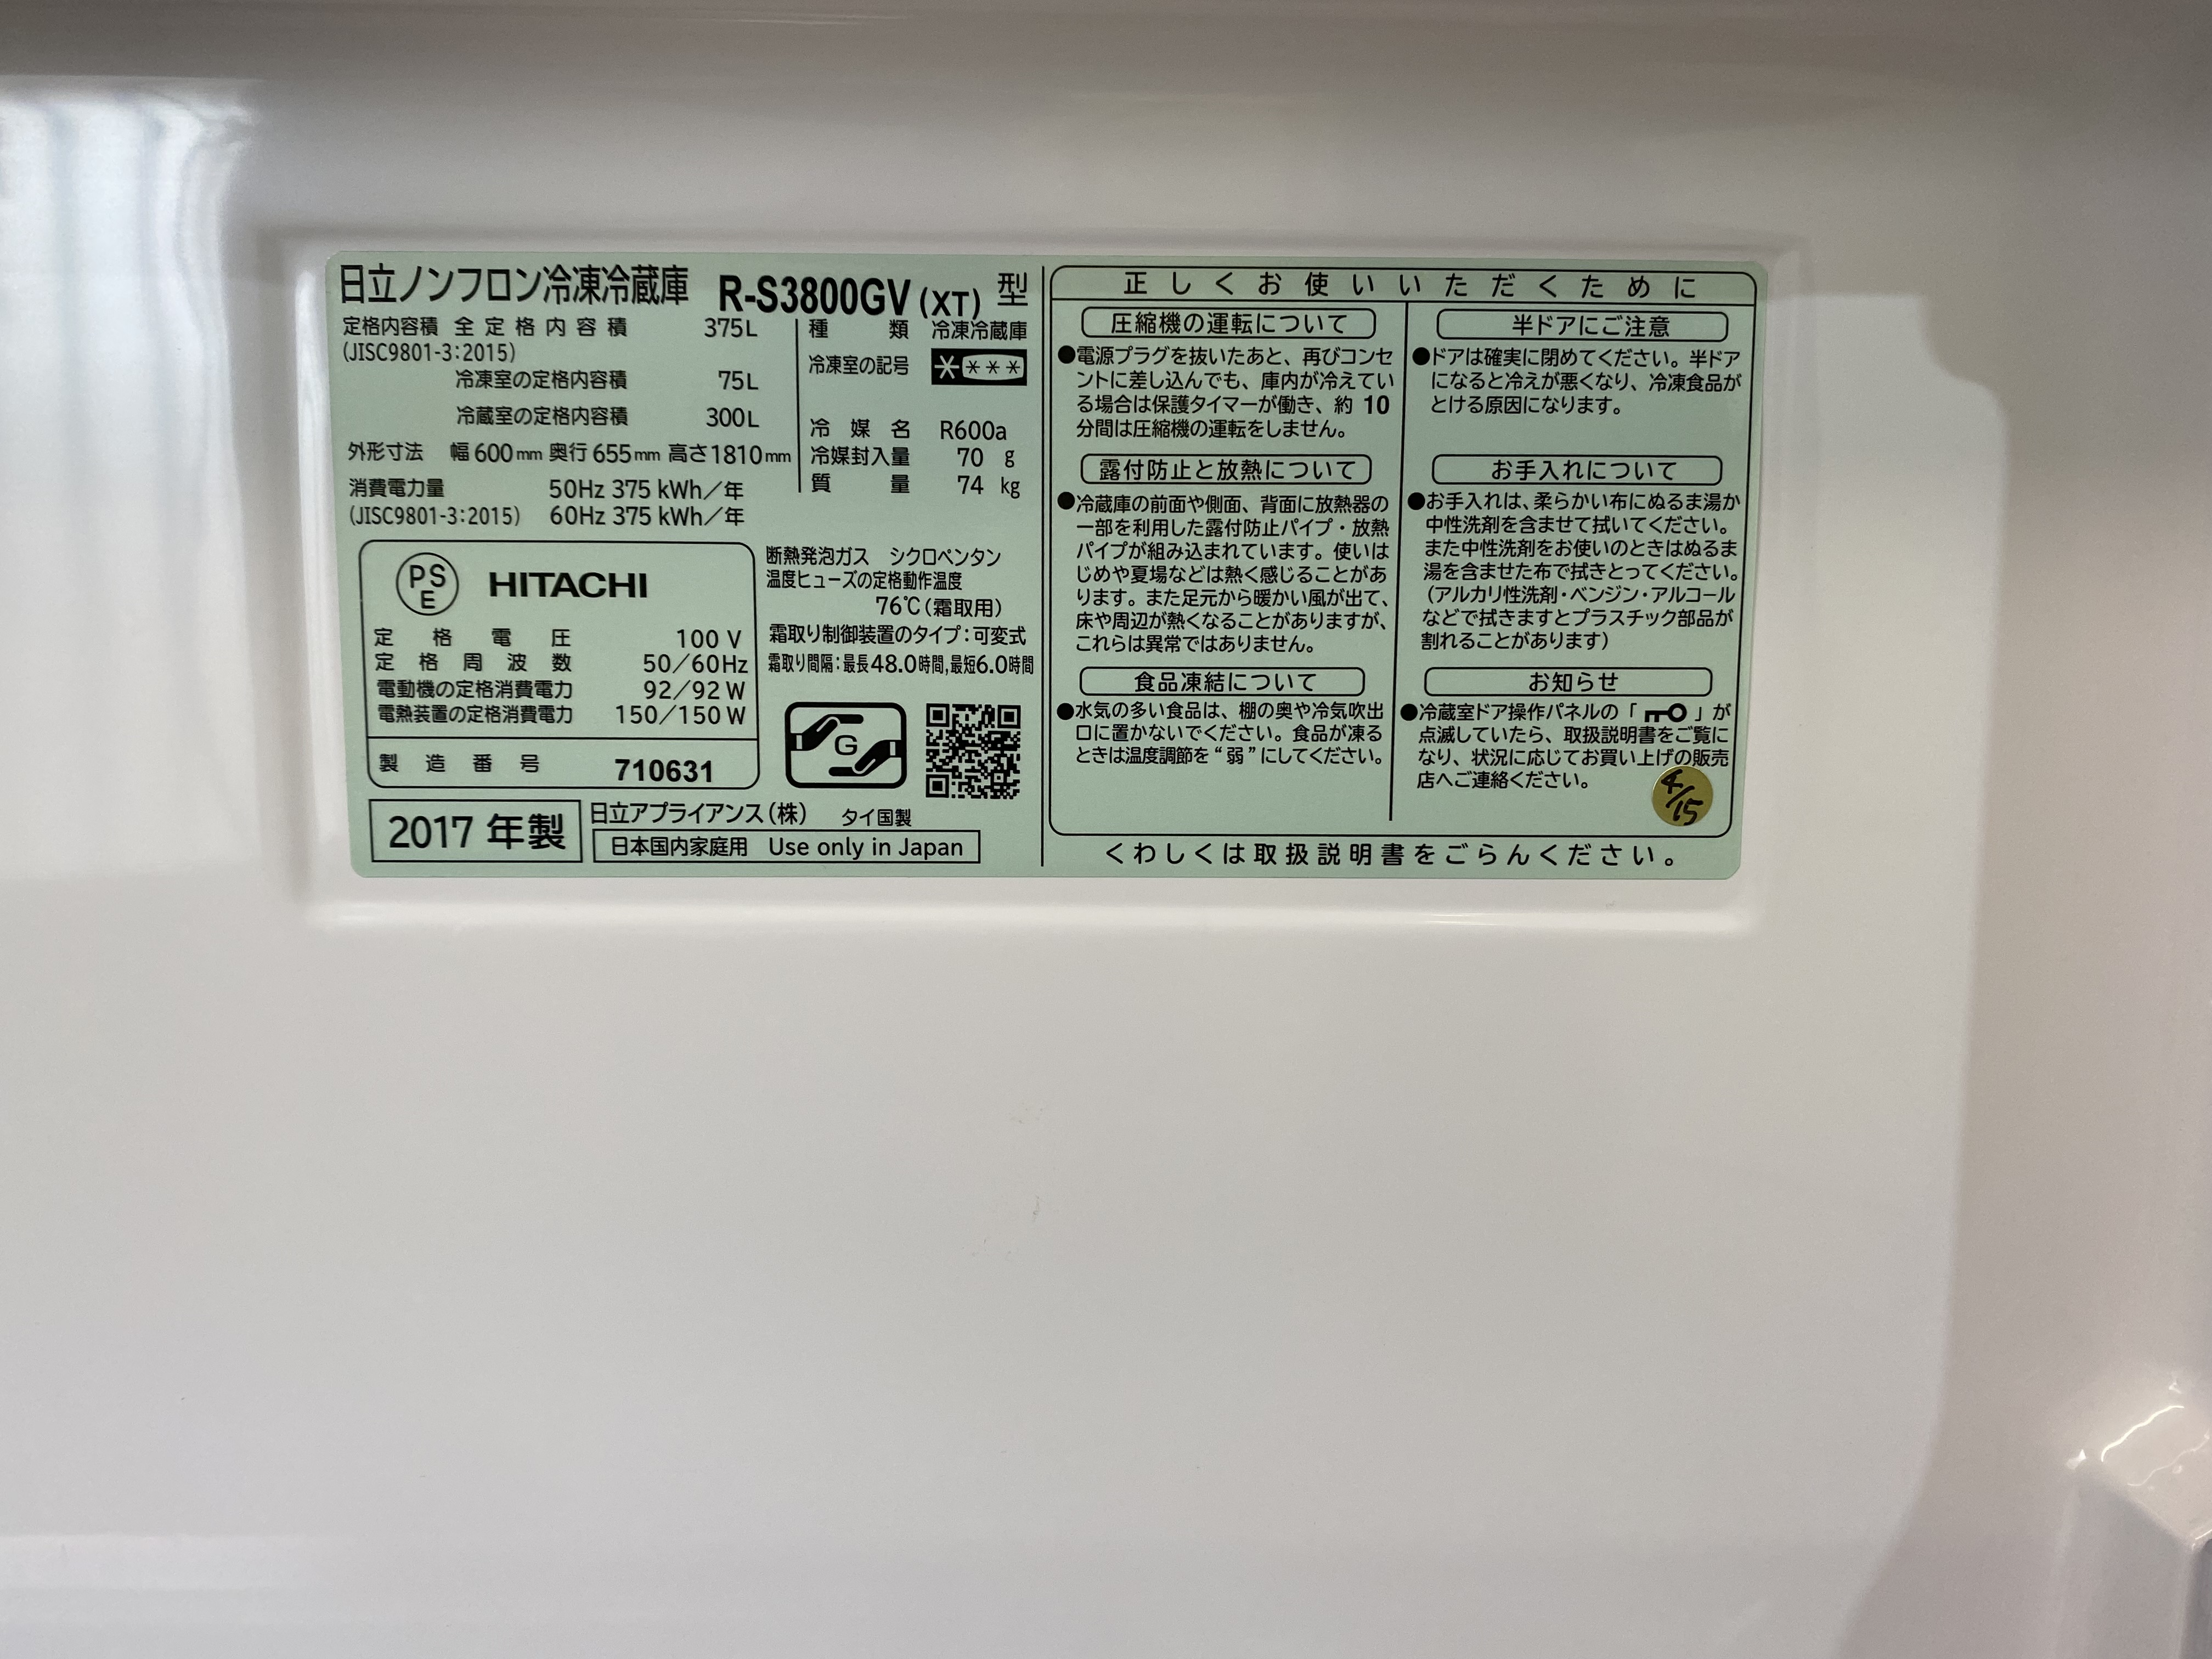 日立ノンフロン冷凍冷蔵庫 R-S3800GV (XT) 型
定格内容積 全定格内容積 375L
(JISC9801-3:2015)
冷凍室の定格内容積 75L
冷蔵室の定格内容積 300L
外形寸法 幅600mm 奥行655mm 高さ1810mm
消費電力量 50Hz 375 kWh/年
(JISC9801-3:2015) 60Hz 375 kWh/年
種類 冷凍冷蔵庫
冷凍室の記号 ****
冷媒名 R600a
冷媒封入量 70 g
質量 74 kg
PSE HITACHI
定格電圧 100 V
定格周波数 50/60Hz
電動機の定格消費電力 92/92 W
電熱装置の定格消費電力 150/150 W
製造番号 710631
断熱発泡ガス シクロペンタン
温度ヒューズの定格動作温度
76℃(霜取用)
霜取り制御装置のタイプ:可変式
霜取り間隔:最長48.0時間,最短6.0時間
G
2017 年製
日立アプライアンス(株) タイ国製
日本国内家庭用 Use only in Japan
正しくお使いいただくために
圧縮機の運転について
●電源プラグを抜いたあと、再びコンセ
ントに差し込んでも、庫内が冷えてい
る場合は保護タイマーが働き、約 10
分間は圧縮機の運転をしません。
露付防止と放熱について
●冷蔵庫の前面や側面、背面に放熱器の
一部を利用した露付防止パイプ・放熱
パイプが組み込まれています。使いは
じめや夏場などは熱く感じることがあ
ります。また足元から暖かい風が出て、
床や周辺が熱くなることがありますが、
これらは異常ではありません。
食品凍結について
●水気の多い食品は、棚の奥や冷気吹出
口に置かないでください。食品が凍る
ときは温度調節を“弱”にしてください。
半ドアにご注意
●ドアは確実に閉めてください。半ドア
になると冷えが悪くなり、冷凍食品が
とける原因になります。
お手入れについて
●お手入れは、柔らかい布にぬるま湯か
中性洗剤を含ませて拭いてください。
また中性洗剤をお使いのときはぬるま
湯を含ませた布で拭きとってください。
(アルカリ性洗剤・ベンジン・アルコール
などで拭きますとプラスチック部品が
割れることがあります)
お知らせ
●冷蔵室ドア操作パネルの「 」が
点滅していたら、取扱説明書をご覧に
なり、状況に応じてお買い上げの販売
店へご連絡ください。
4/15
くわしくは取扱説明書をごらんください。